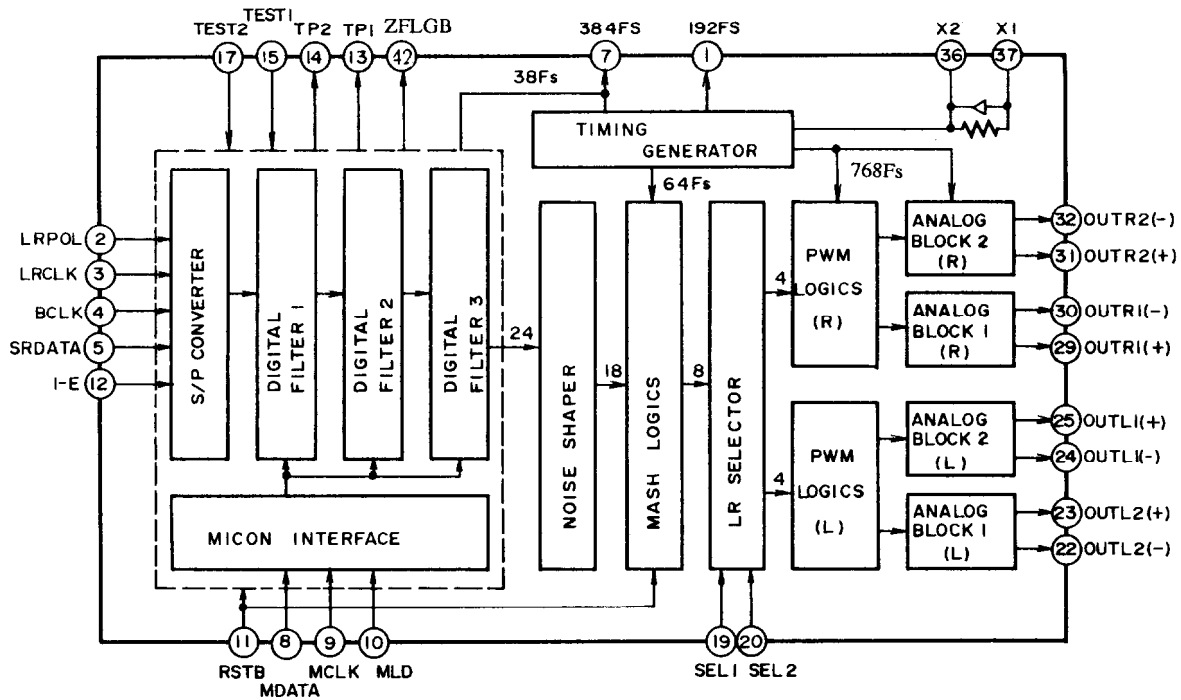 TEST2
TEST1
TP2
TP1
ZFLGB
384FS
192FS
X2
X1
17
15
14
13
42
7
1
36
37
38Fs
TIMING
GENERATOR
64Fs
768Fs
LRPOL 2
LRCLK 3
BCLK 4
SRDATA 5
I-E 12
S/P CONVERTER
DIGITAL
FILTER 1
DIGITAL
FILTER 2
DIGITAL
FILTER 3
24
NOISE SHAPER
18
MASH LOGICS
8
LR SELECTOR
4
PWM
LOGICS
(R)
4
PWM
LOGICS
(L)
ANALOG
BLOCK 2
(R)
ANALOG
BLOCK 1
(R)
ANALOG
BLOCK 2
(L)
ANALOG
BLOCK 1
(L)
32 OUTR2(-)
31 OUTR2(+)
30 OUTR1(-)
29 OUTR1(+)
25 OUTL1(+)
24 OUTL1(-)
23 OUTL2(+)
22 OUTL2(-)
MICON INTERFACE
11
8
9
10
19
20
RSTB
MDATA
MCLK
MLD
SEL1
SEL2